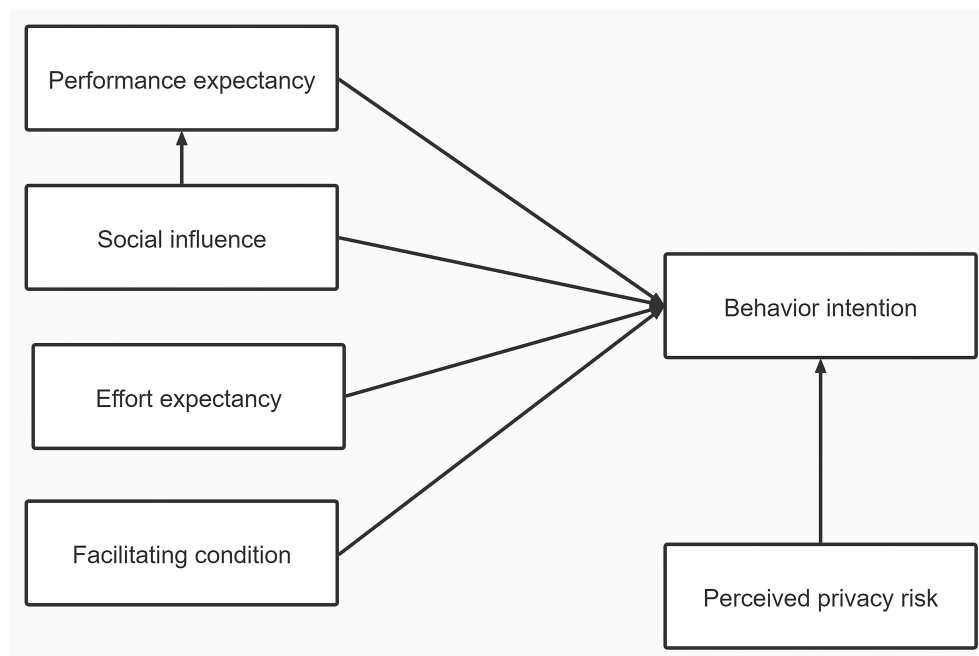 Performance expectancy
Social influence
Behavior intention
Effort expectancy
Facilitating condition
Perceived privacy risk